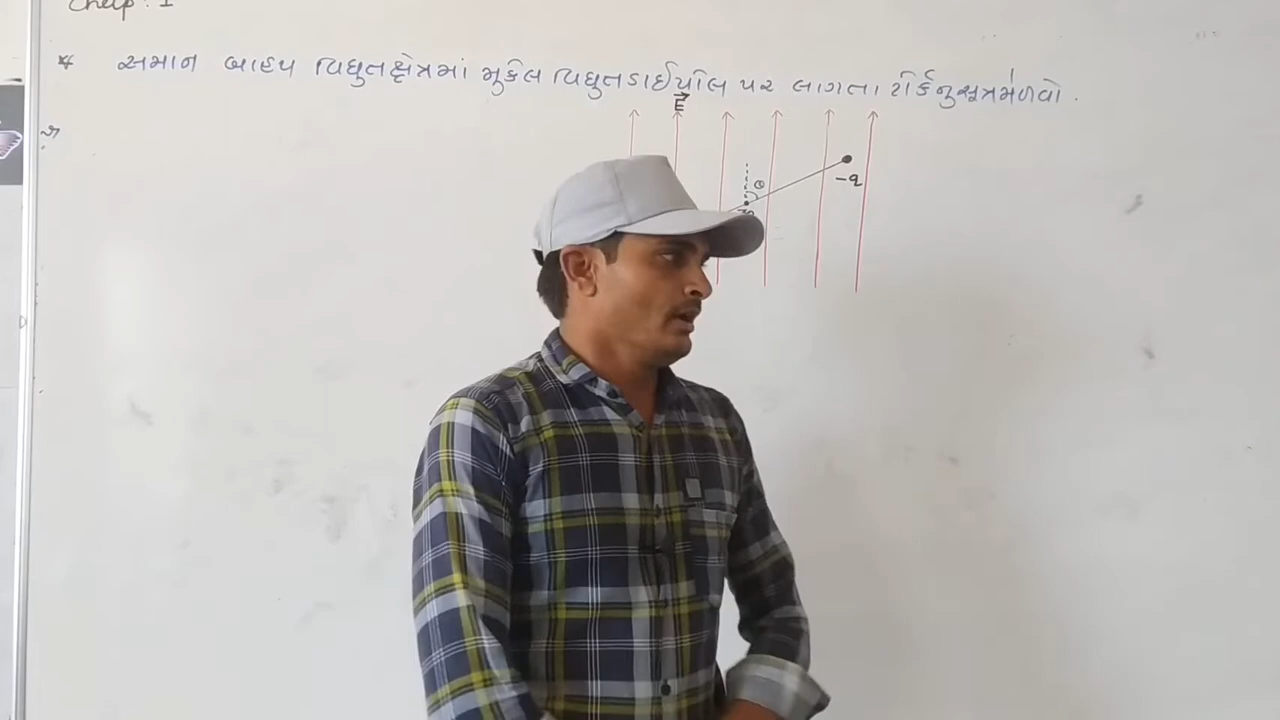 Chap : 1
* સમાન બાહ્ય વિદ્યુતક્ષેત્રમાં મુકેલ વિદ્યુતડાઈપોલ પર લાગતા ટોર્કનુ સૂત્ર મેળવો .
→
E
θ
-q